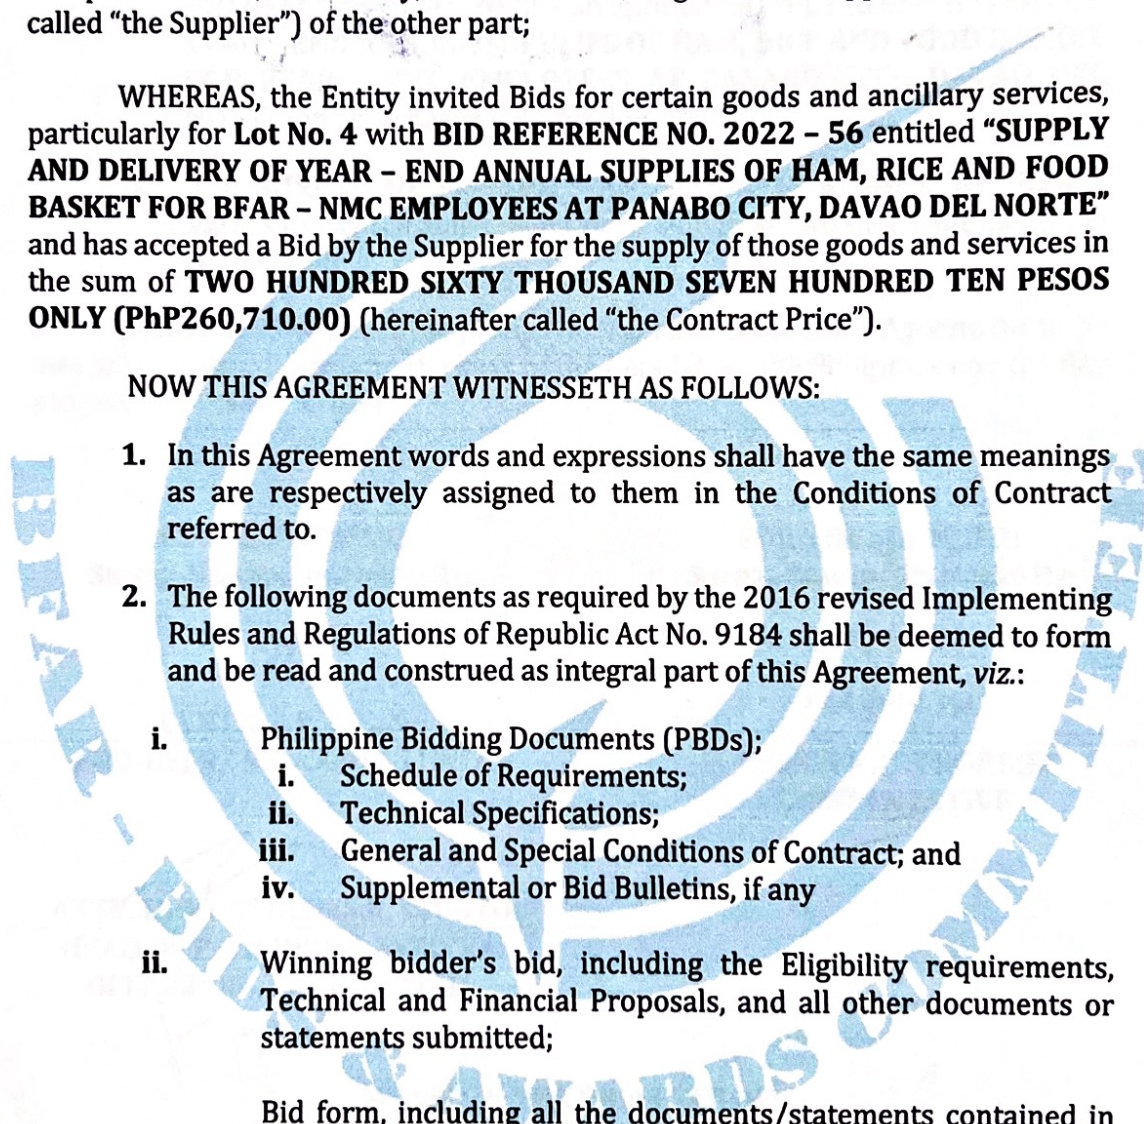 called “the Supplier”) of the other part;
WHEREAS, the Entity invited Bids for certain goods and ancillary services,
particularly for Lot No. 4 with BID REFERENCE NO. 2022 – 56 entitled “SUPPLY
AND DELIVERY OF YEAR – END ANNUAL SUPPLIES OF HAM, RICE AND FOOD
BASKET FOR BFAR – NMC EMPLOYEES AT PANABO CITY, DAVAO DEL NORTE”
and has accepted a Bid by the Supplier for the supply of those goods and services in
the sum of TWO HUNDRED SIXTY THOUSAND SEVEN HUNDRED TEN PESOS
ONLY (PhP260,710.00) (hereinafter called “the Contract Price”).
NOW THIS AGREEMENT WITNESSETH AS FOLLOWS:
1. In this Agreement words and expressions shall have the same meanings
as are respectively assigned to them in the Conditions of Contract
referred to.
2. The following documents as required by the 2016 revised Implementing
Rules and Regulations of Republic Act No. 9184 shall be deemed to form
and be read and construed as integral part of this Agreement, viz.:
i. Philippine Bidding Documents (PBDs);
i. Schedule of Requirements;
ii. Technical Specifications;
iii. General and Special Conditions of Contract; and
iv. Supplemental or Bid Bulletins, if any
ii. Winning bidder’s bid, including the Eligibility requirements,
Technical and Financial Proposals, and all other documents or
statements submitted;
Bid form, including all the documents/statements contained in
BFAR – BIDS & AWARDS COMMITTEE